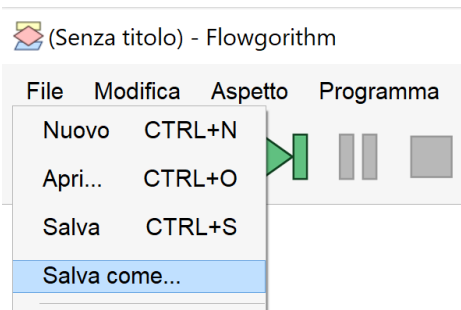 (Senza titolo) - Flowgorithm
File Modifica Aspetto Programma
Nuovo CTRL+N
Apri... CTRL+O
Salva CTRL+S
Salva come...